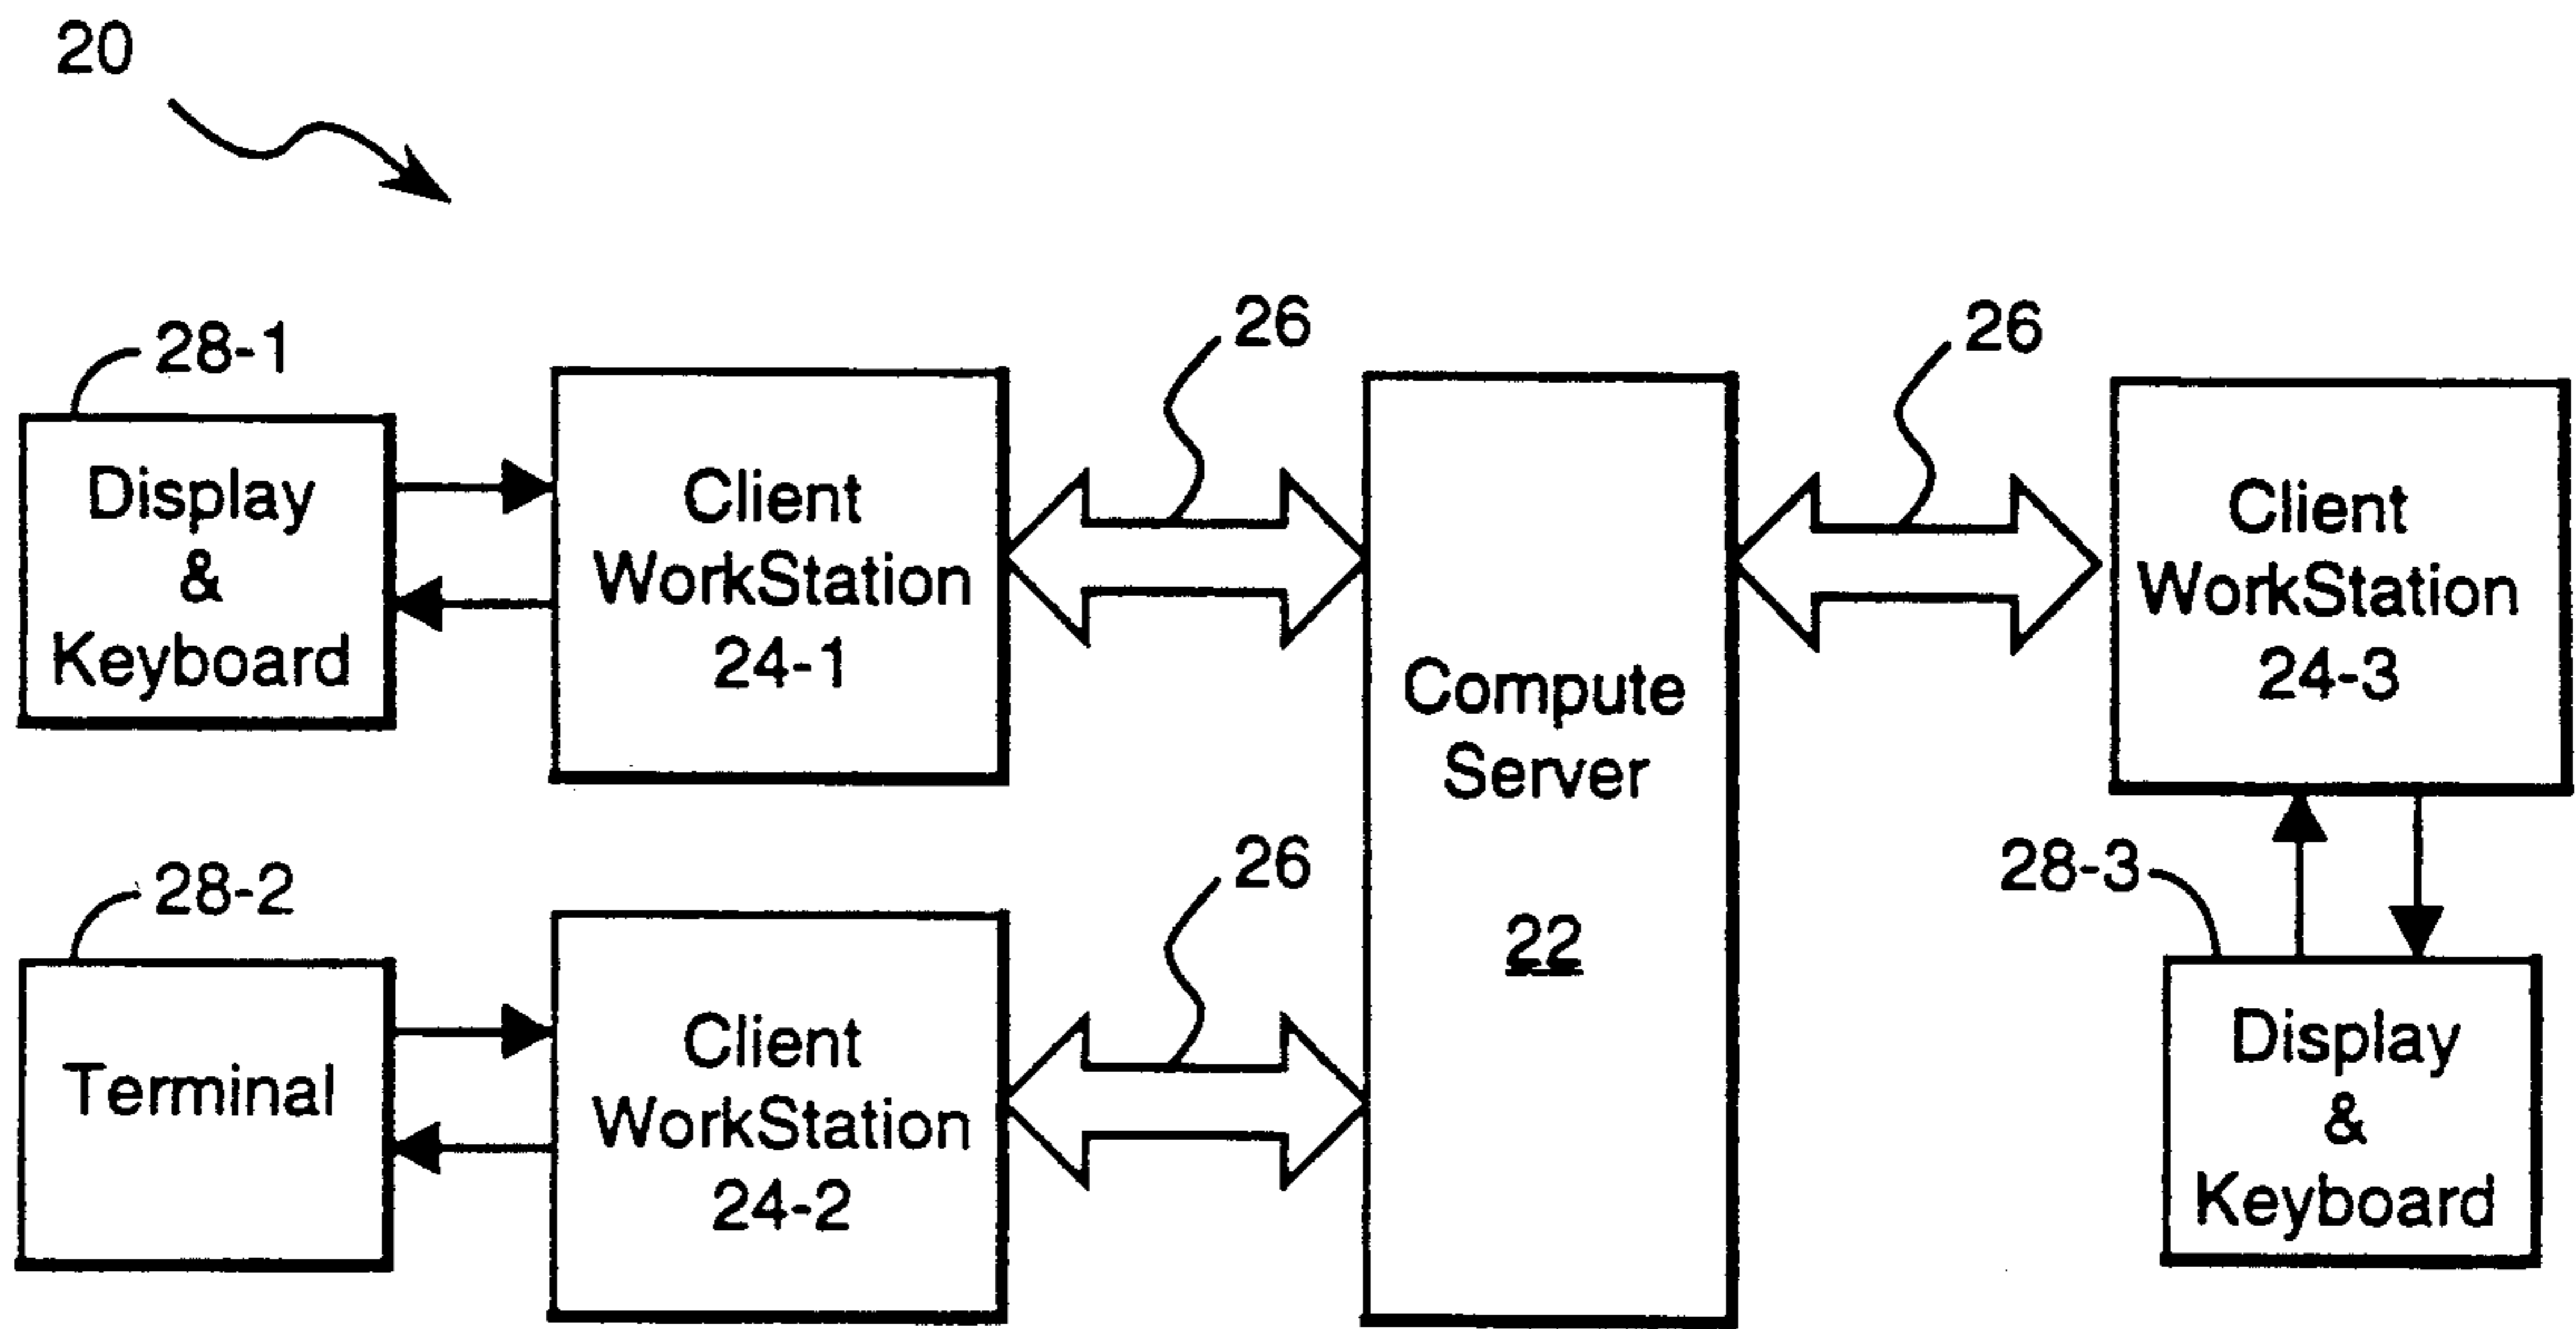 20
28-1
Display
&
Keyboard
Client
WorkStation
24-1
26
26
Client
WorkStation
24-3
Compute
Server
22
28-2
Terminal
Client
WorkStation
24-2
26
28-3
Display
&
Keyboard